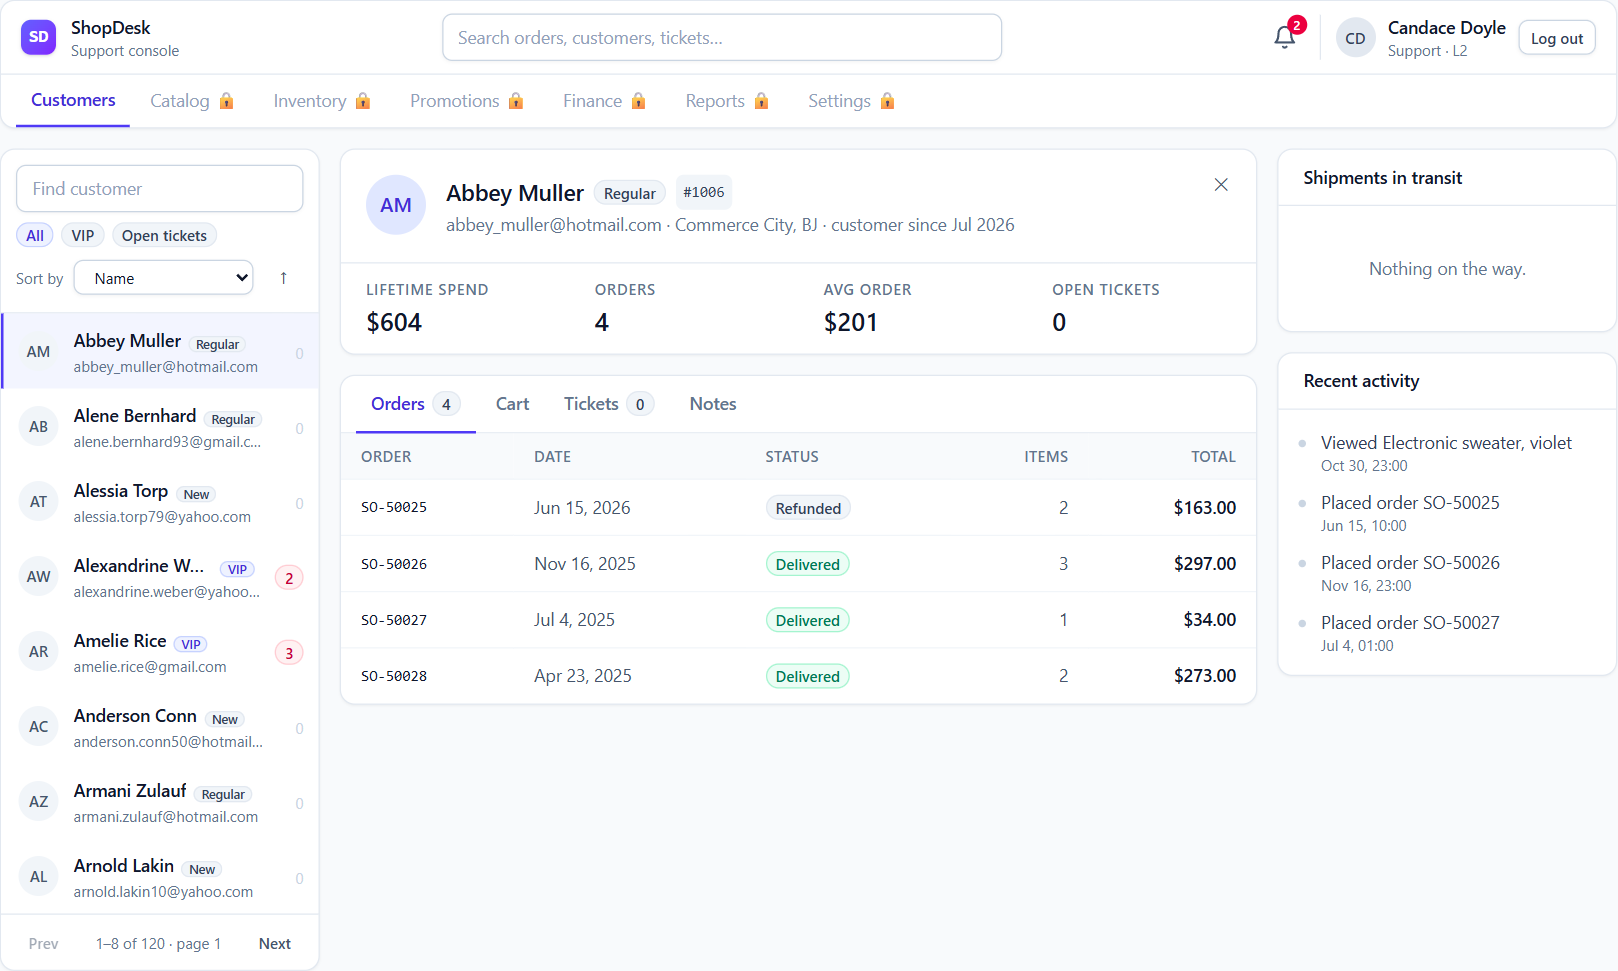 SD
ShopDesk
Support console
Search orders, customers, tickets...
2
CD
Candace Doyle
Support · L2
Log out
Customers
Catalog
Inventory
Promotions
Finance
Reports
Settings
Find customer
All
VIP
Open tickets
Sort by
Name
↑
AM
Abbey Muller
Regular
abbey_muller@hotmail.com
0
AB
Alene Bernhard
Regular
alene.bernhard93@gmail.c...
0
AT
Alessia Torp
New
alessia.torp79@yahoo.com
0
AW
Alexandrine W...
VIP
alexandrine.weber@yahoo...
2
AR
Amelie Rice
VIP
amelie.rice@gmail.com
3
AC
Anderson Conn
New
anderson.conn50@hotmail...
0
AZ
Armani Zulauf
Regular
armani.zulauf@hotmail.com
0
AL
Arnold Lakin
New
arnold.lakin10@yahoo.com
0
Prev
1–8 of 120 · page 1
Next
AM
Abbey Muller
Regular
#1006
abbey_muller@hotmail.com · Commerce City, BJ · customer since Jul 2026
LIFETIME SPEND
$604
ORDERS
4
AVG ORDER
$201
OPEN TICKETS
0
Orders 4
Cart
Tickets 0
Notes
ORDER DATE STATUS ITEMS TOTAL
SO-50025 Jun 15, 2026 Refunded 2 $163.00
SO-50026 Nov 16, 2025 Delivered 3 $297.00
SO-50027 Jul 4, 2025 Delivered 1 $34.00
SO-50028 Apr 23, 2025 Delivered 2 $273.00
Shipments in transit
Nothing on the way.
Recent activity
Viewed Electronic sweater, violet
Oct 30, 23:00
Placed order SO-50025
Jun 15, 10:00
Placed order SO-50026
Nov 16, 23:00
Placed order SO-50027
Jul 4, 01:00